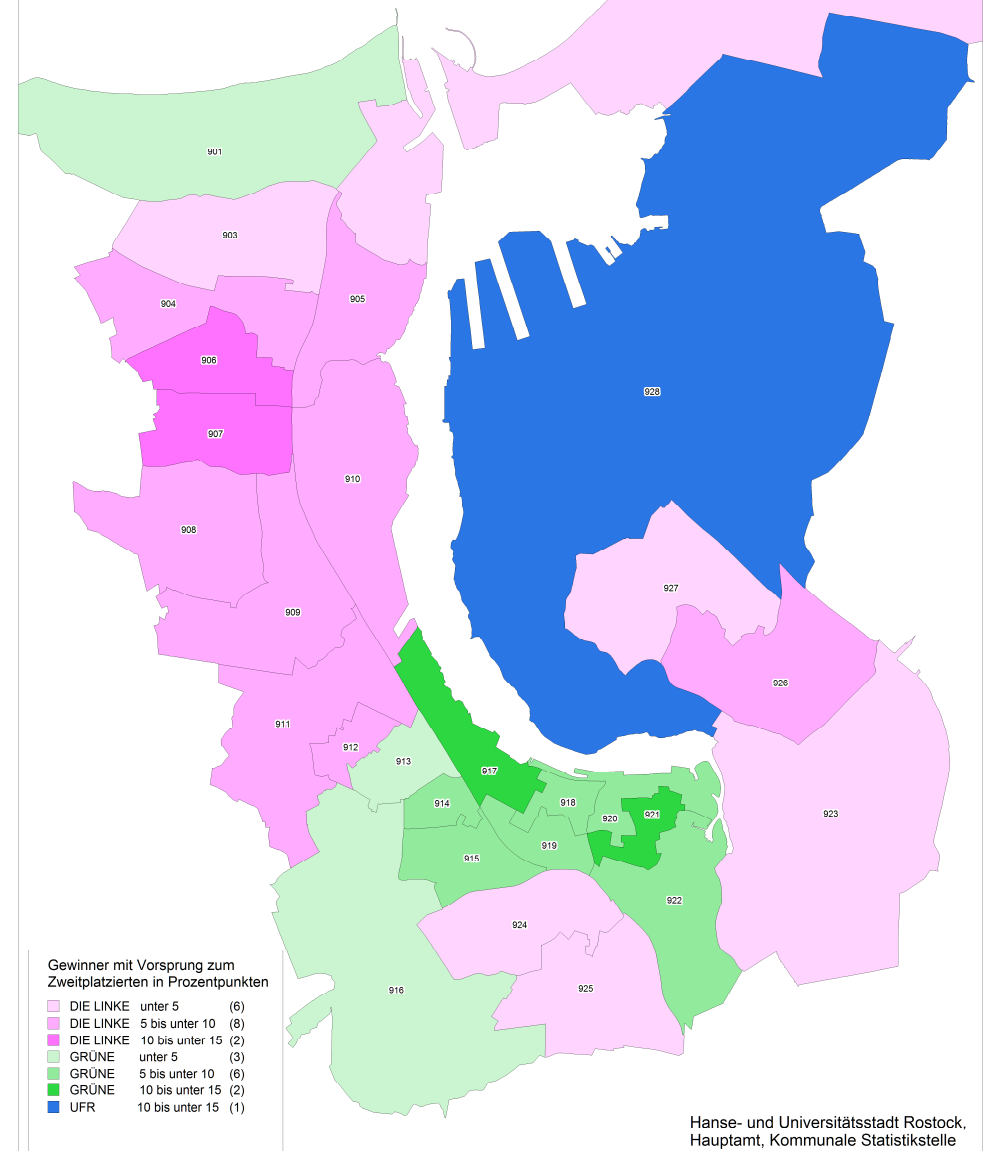 901
903
904
905
906
907
908
909
910
911
912
913
914
915
916
917
918
919
920
921
922
923
924
925
926
927
928
Gewinner mit Vorsprung zum
Zweitplatzierten in Prozentpunkten
DIE LINKE unter 5 (6)
DIE LINKE 5 bis unter 10 (8)
DIE LINKE 10 bis unter 15 (2)
GRÜNE unter 5 (3)
GRÜNE 5 bis unter 10 (6)
GRÜNE 10 bis unter 15 (2)
UFR 10 bis unter 15 (1)
Hanse- und Universitätsstadt Rostock,
Hauptamt, Kommunale Statistikstelle